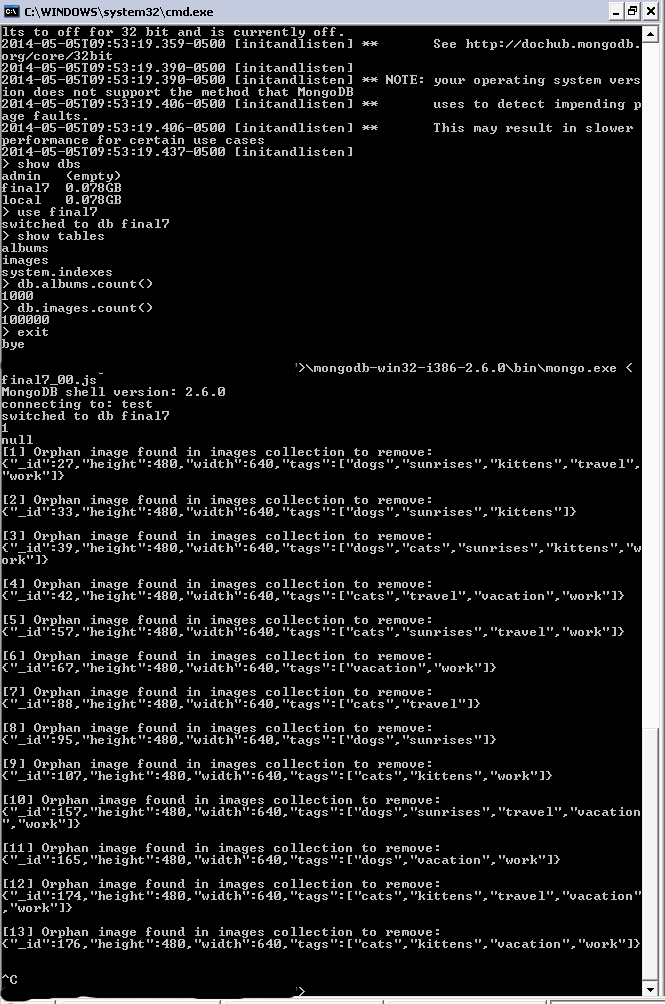 C:\WINDOWS\system32\cmd.exe
lts to off for 32 bit and is currently off.
2014-05-05T09:53:19.359-0500 [initandlisten] **       See http://dochub.mongodb.
org/core/32bit
2014-05-05T09:53:19.390-0500 [initandlisten]
2014-05-05T09:53:19.390-0500 [initandlisten] ** NOTE: your operating system vers
ion does not support the method that MongoDB
2014-05-05T09:53:19.406-0500 [initandlisten] **       uses to detect impending p
age faults.
2014-05-05T09:53:19.406-0500 [initandlisten] **       This may result in slower
performance for certain use cases
2014-05-05T09:53:19.437-0500 [initandlisten]
> show dbs
admin   (empty)
final7  0.078GB
local   0.078GB
> use final7
switched to db final7
> show tables
albums
images
system.indexes
> db.albums.count()
1000
> db.images.count()
100000
> exit
bye
>\mongodb-win32-i386-2.6.0\bin\mongo.exe <
final7_00.js
MongoDB shell version: 2.6.0
connecting to: test
switched to db final7
1
null
[1] Orphan image found in images collection to remove:
{"_id":27,"height":480,"width":640,"tags":["dogs","sunrises","kittens","travel",
"work"]}
[2] Orphan image found in images collection to remove:
{"_id":33,"height":480,"width":640,"tags":["dogs","sunrises","kittens"]}
[3] Orphan image found in images collection to remove:
{"_id":39,"height":480,"width":640,"tags":["dogs","cats","sunrises","kittens","w
ork"]}
[4] Orphan image found in images collection to remove:
{"_id":42,"height":480,"width":640,"tags":["cats","travel","vacation","work"]}
[5] Orphan image found in images collection to remove:
{"_id":57,"height":480,"width":640,"tags":["cats","sunrises","travel","work"]}
[6] Orphan image found in images collection to remove:
{"_id":67,"height":480,"width":640,"tags":["vacation","work"]}
[7] Orphan image found in images collection to remove:
{"_id":88,"height":480,"width":640,"tags":["cats","travel"]}
[8] Orphan image found in images collection to remove:
{"_id":95,"height":480,"width":640,"tags":["dogs","sunrises"]}
[9] Orphan image found in images collection to remove:
{"_id":107,"height":480,"width":640,"tags":["cats","kittens","work"]}
[10] Orphan image found in images collection to remove:
{"_id":157,"height":480,"width":640,"tags":["dogs","sunrises","travel","vacation
","work"]}
[11] Orphan image found in images collection to remove:
{"_id":165,"height":480,"width":640,"tags":["dogs","vacation","work"]}
[12] Orphan image found in images collection to remove:
{"_id":174,"height":480,"width":640,"tags":["cats","kittens","travel","vacation"
,"work"]}
[13] Orphan image found in images collection to remove:
{"_id":176,"height":480,"width":640,"tags":["cats","kittens","vacation","work"]}
^C
>